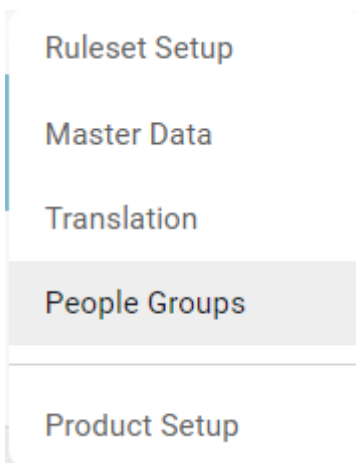 Ruleset Setup
Master Data
Translation
People Groups
Product Setup